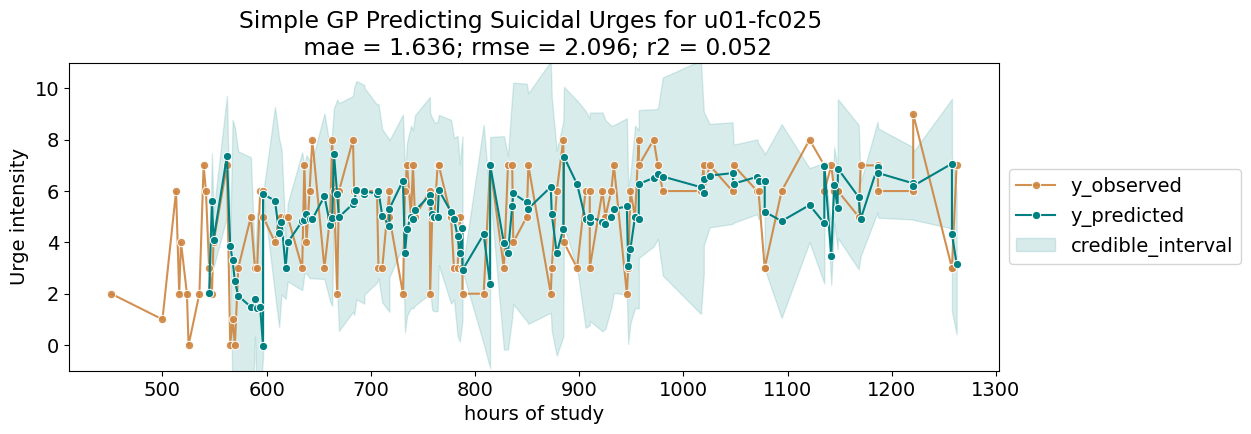 Simple GP Predicting Suicidal Urges for u01-fc025
mae = 1.636; rmse = 2.096; r2 = 0.052
Urge intensity
10
8
6
4
2
0
500 600 700 800 900 1000 1100 1200 1300
hours of study
y_observed
y_predicted
credible_interval